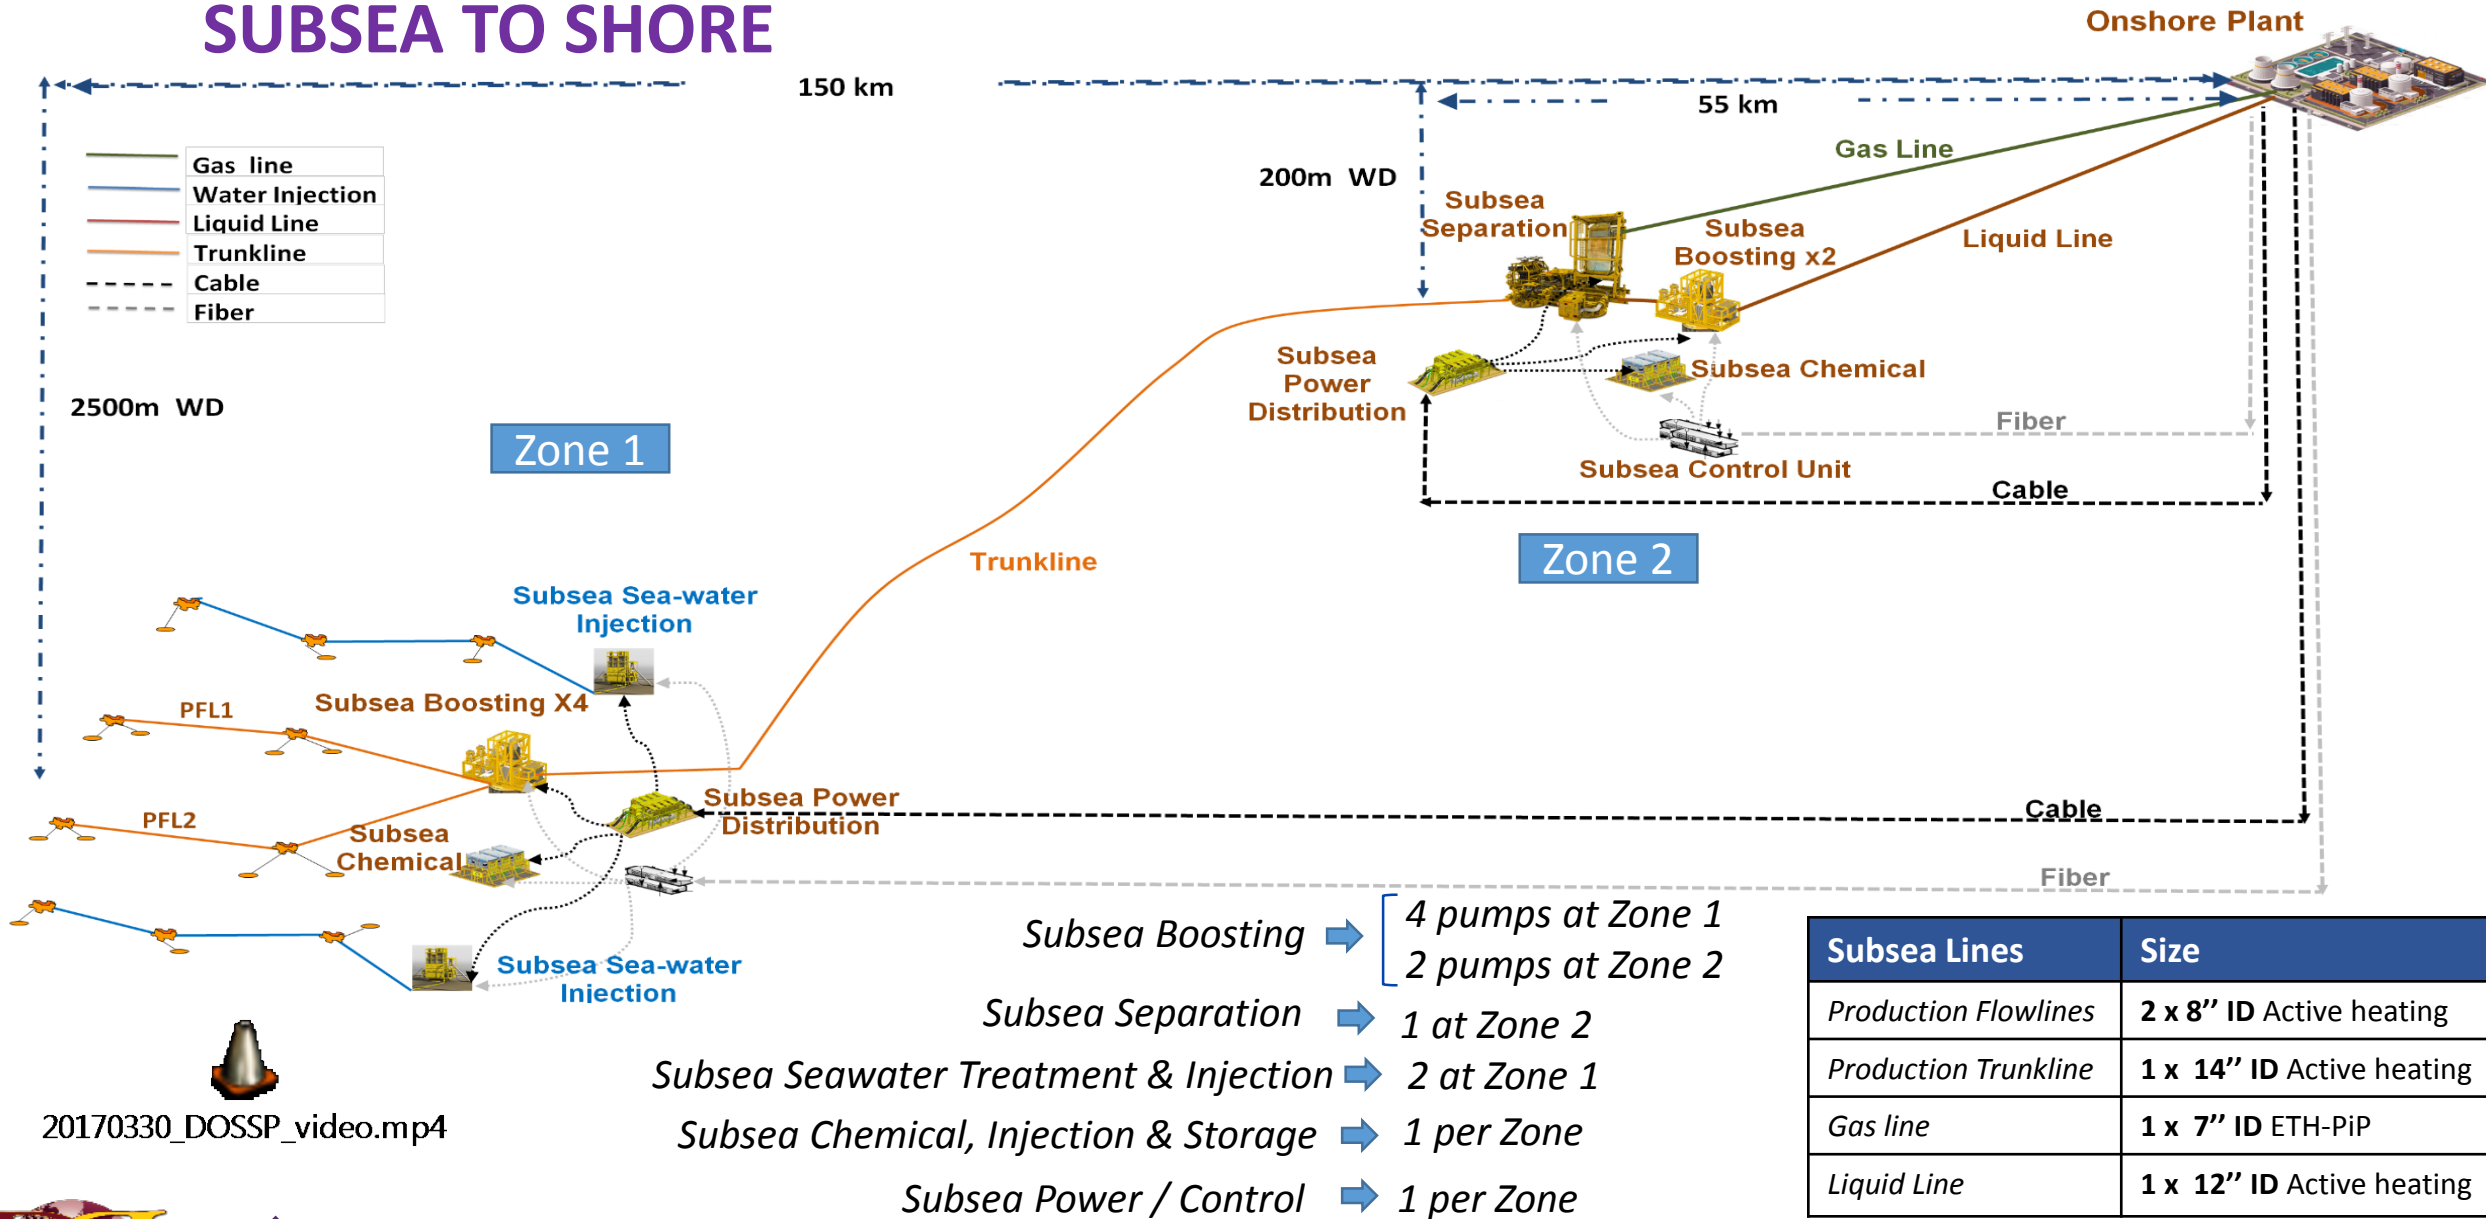 SUBSEA TO SHORE
Onshore Plant
150 km
55 km
Gas line
Water Injection
Liquid Line
Trunkline
Cable
Fiber
200m WD
Gas Line
Subsea
Separation
Subsea
Boosting x2
Liquid Line
Subsea
Power
Distribution
Subsea Chemical
2500m WD
Zone 1
Fiber
Subsea Control Unit
Cable
Zone 2
Trunkline
Subsea Sea-water
Injection
Subsea Boosting X4
PFL1
Subsea Power
Distribution
Cable
PFL2
Subsea
Chemical
Fiber
Subsea Sea-water
Injection
Subsea Boosting
4 pumps at Zone 1
2 pumps at Zone 2
Subsea Separation
1 at Zone 2
Subsea Seawater Treatment & Injection
2 at Zone 1
Subsea Chemical, Injection & Storage
1 per Zone
Subsea Power / Control
1 per Zone
Subsea Lines Size
Production Flowlines 2 x 8’’ ID Active heating
Production Trunkline 1 x 14’’ ID Active heating
Gas line 1 x 7’’ ID ETH-PiP
Liquid Line 1 x 12’’ ID Active heating
20170330_DOSSP_video.mp4